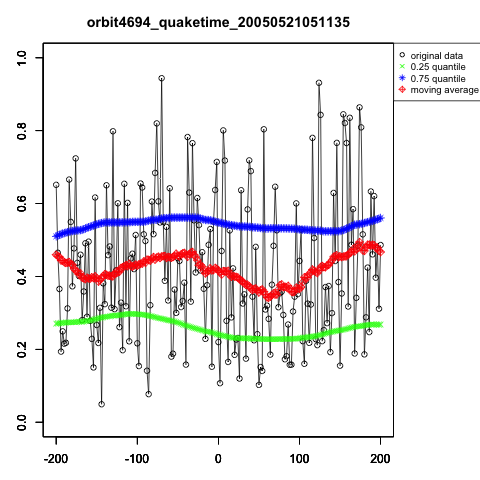 orbit4694_quaketime_20050521051135
original data
0.25 quantile
0.75 quantile
moving average
1.0
0.8
0.6
0.4
0.2
0.0
-200 -100 0 100 200